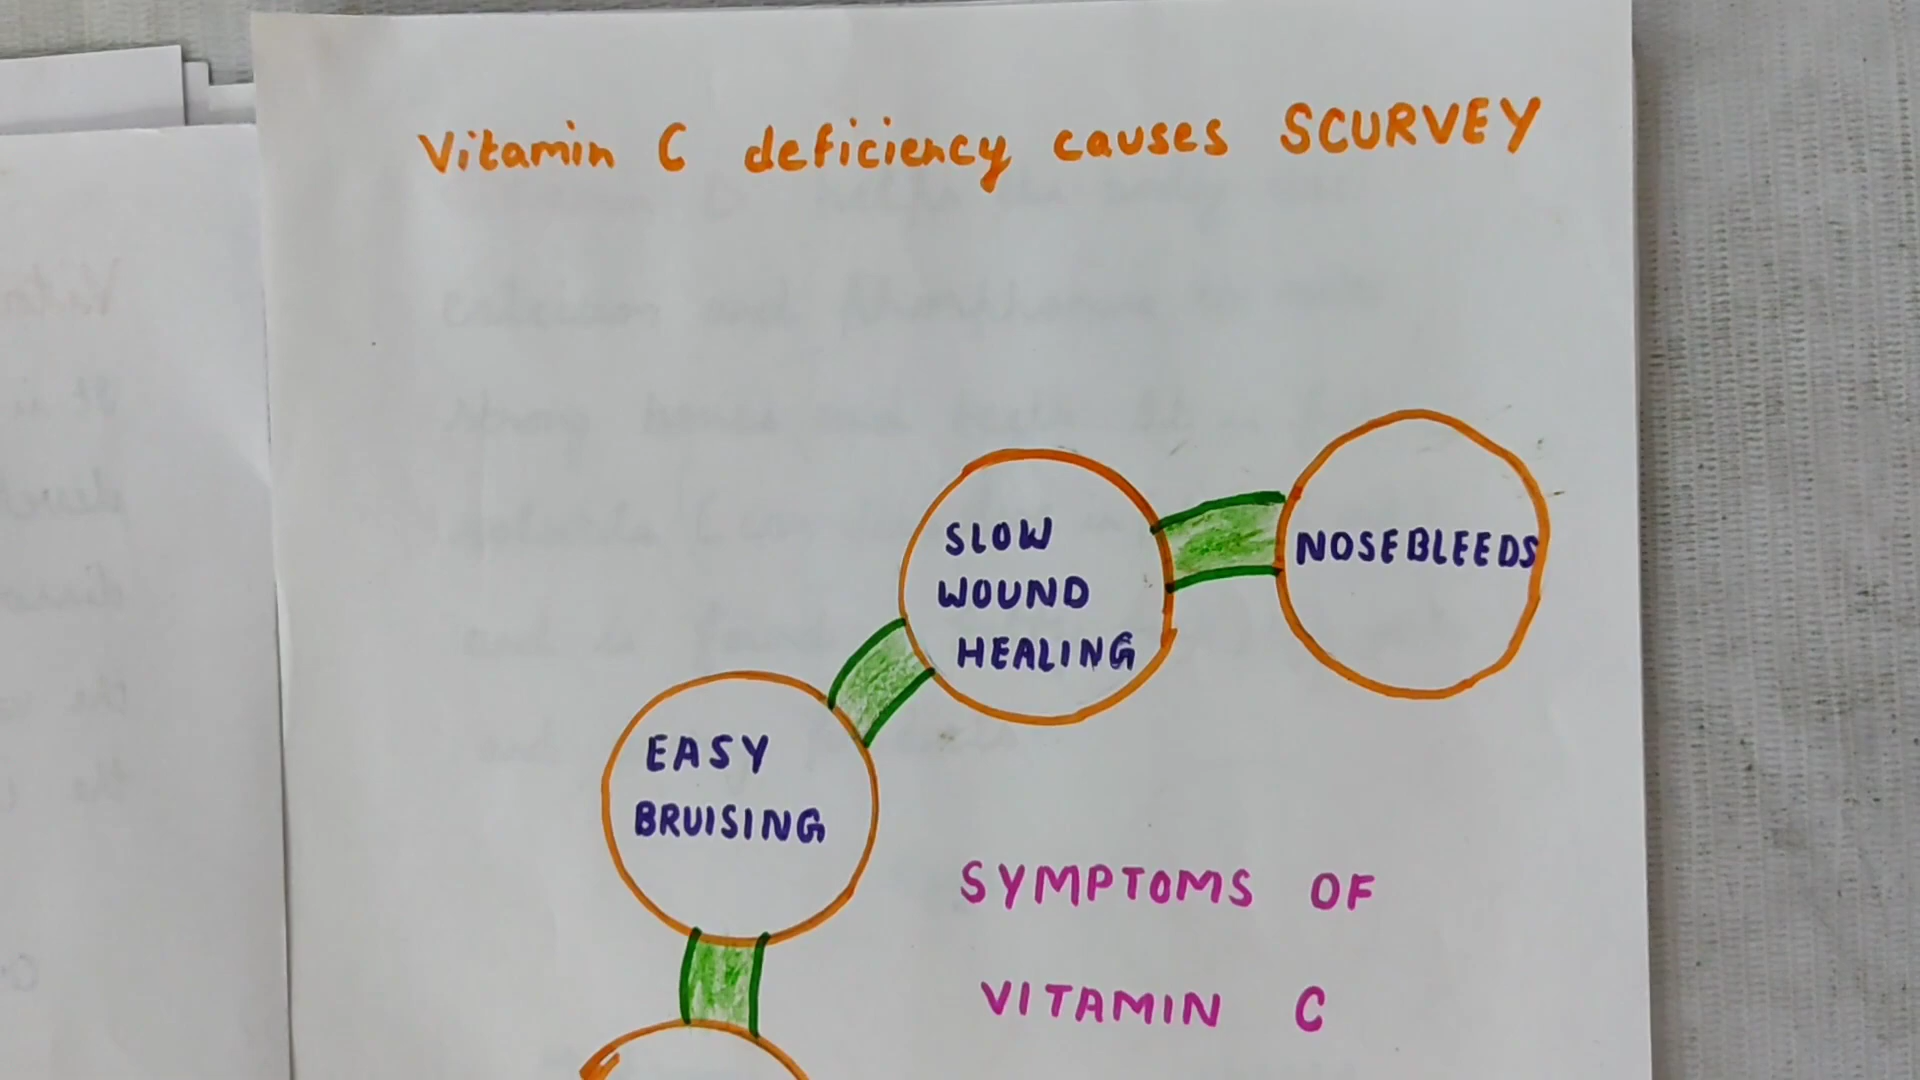 Vitamin C deficiency causes SCURVEY
SLOW
WOUND
HEALING
NOSEBLEEDS
EASY
BRUISING
SYMPTOMS OF
VITAMIN C